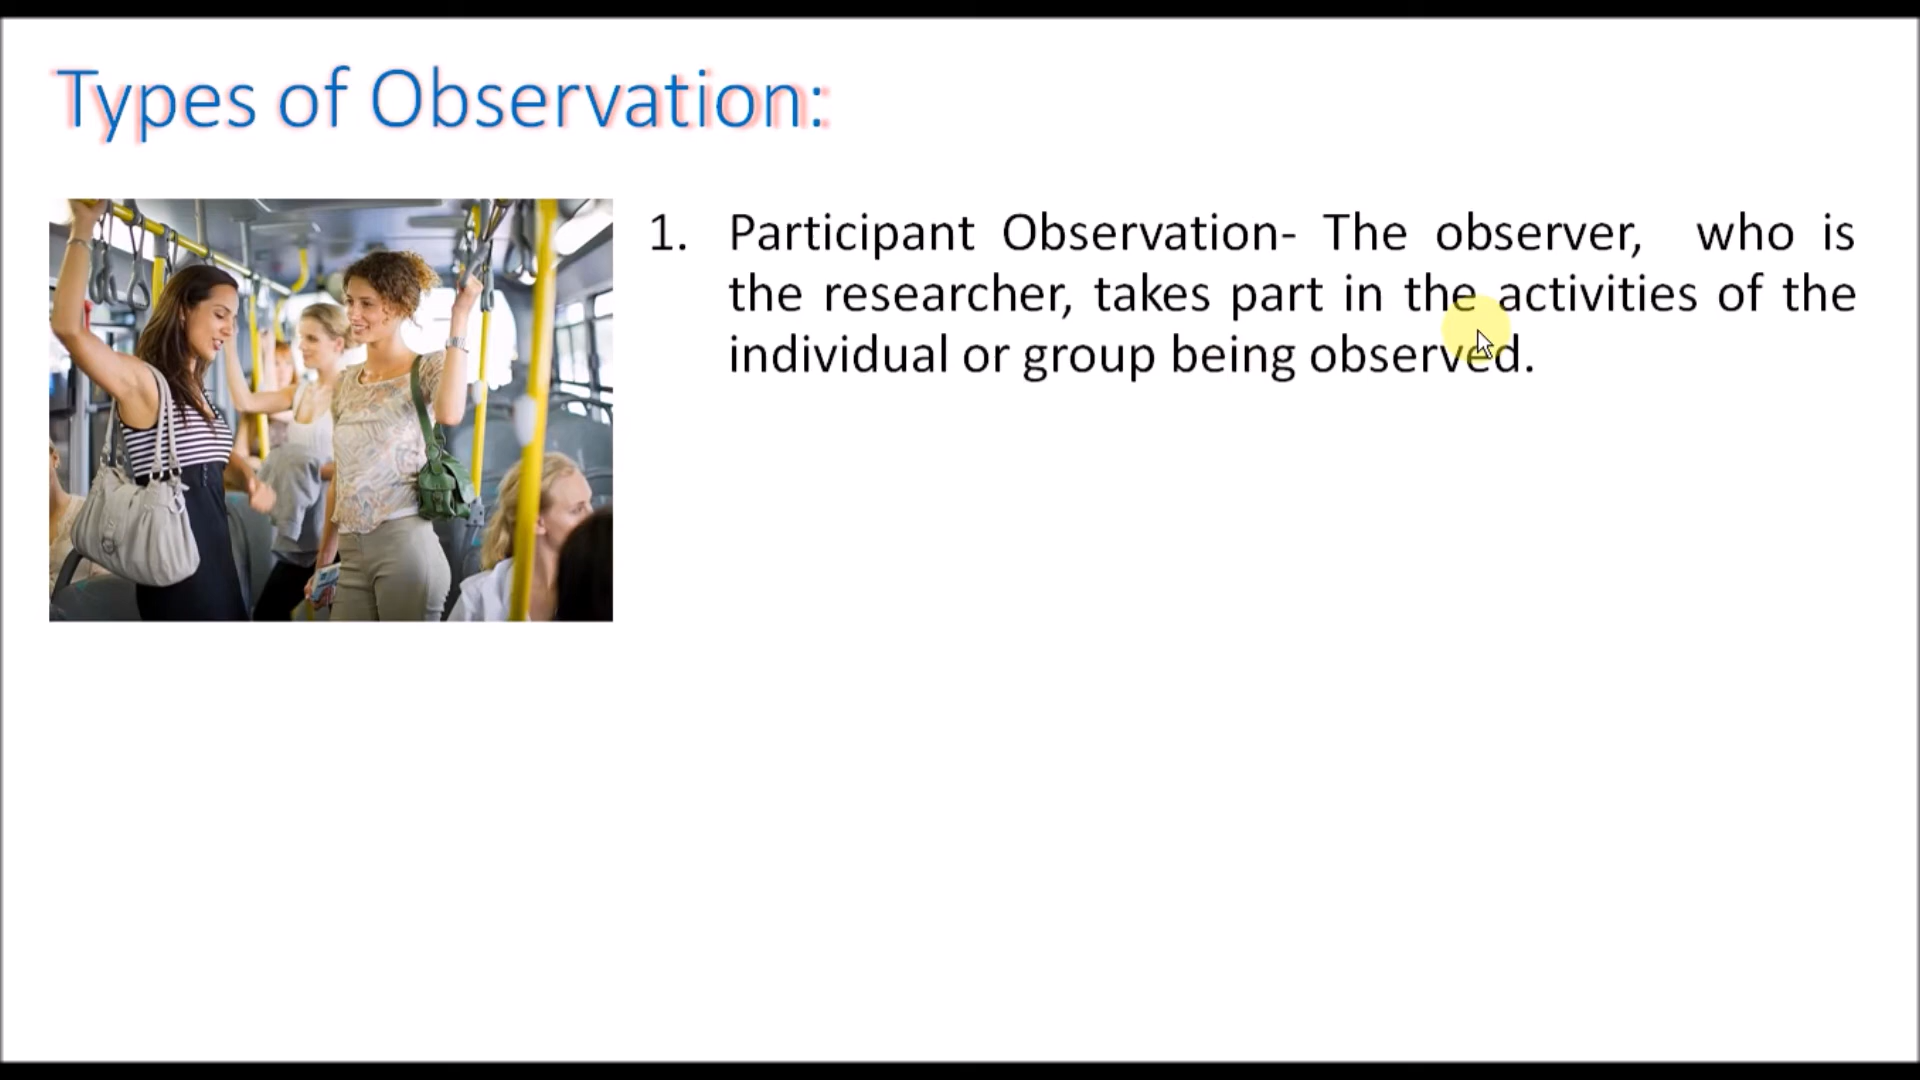 Types of Observation:
1. Participant Observation- The observer, who is
the researcher, takes part in the activities of the
individual or group being observed.